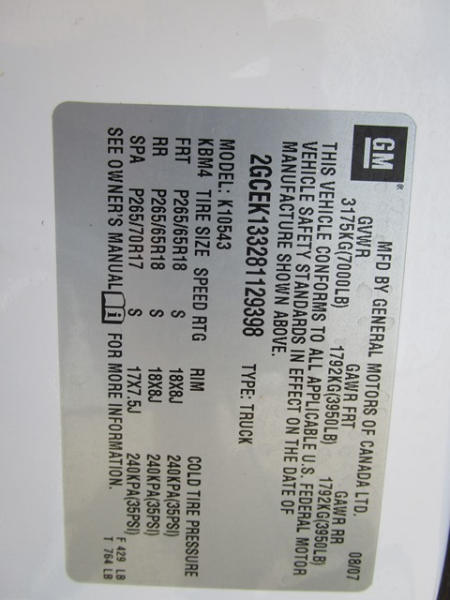 GM ®
MFD BY GENERAL MOTORS OF CANADA LTD.
08/07
GVWR GAWR FRT GAWR RR
3175KG(7000LB) 1792KG(3950LB) 1792KG(3950LB)
THIS VEHICLE CONFORMS TO ALL APPLICABLE U.S. FEDERAL MOTOR
VEHICLE SAFETY STANDARDS IN EFFECT ON THE DATE OF
MANUFACTURE SHOWN ABOVE.
2GCEK133281129398 TYPE: TRUCK
MODEL: K10543
KBM4 TIRE SIZE SPEED RTG RIM COLD TIRE PRESSURE
FRT P265/65R18 S 18X8J 240KPA(35PSI)
RR P265/65R18 S 18X8J 240KPA(35PSI)
SPA P265/70R17 S 17X7.5J 240KPA(35PSI)
SEE OWNER'S MANUAL i FOR MORE INFORMATION.
F 429 LB
T 764 LB